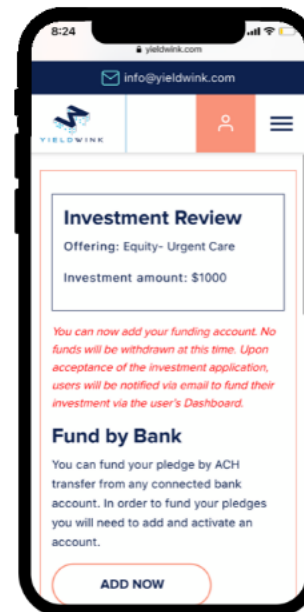 8:24
yieldwink.com
info@yieldwink.com
YIELDWINK
Investment Review
Offering: Equity- Urgent Care
Investment amount: $1000
You can now add your funding account. No
funds will be withdrawn at this time. Upon
acceptance of the investment application,
users will be notified via email to fund their
investment via the user's Dashboard.
Fund by Bank
You can fund your pledge by ACH
transfer from any connected bank
account. In order to fund your pledges
you will need to add and activate an
account.
ADD NOW